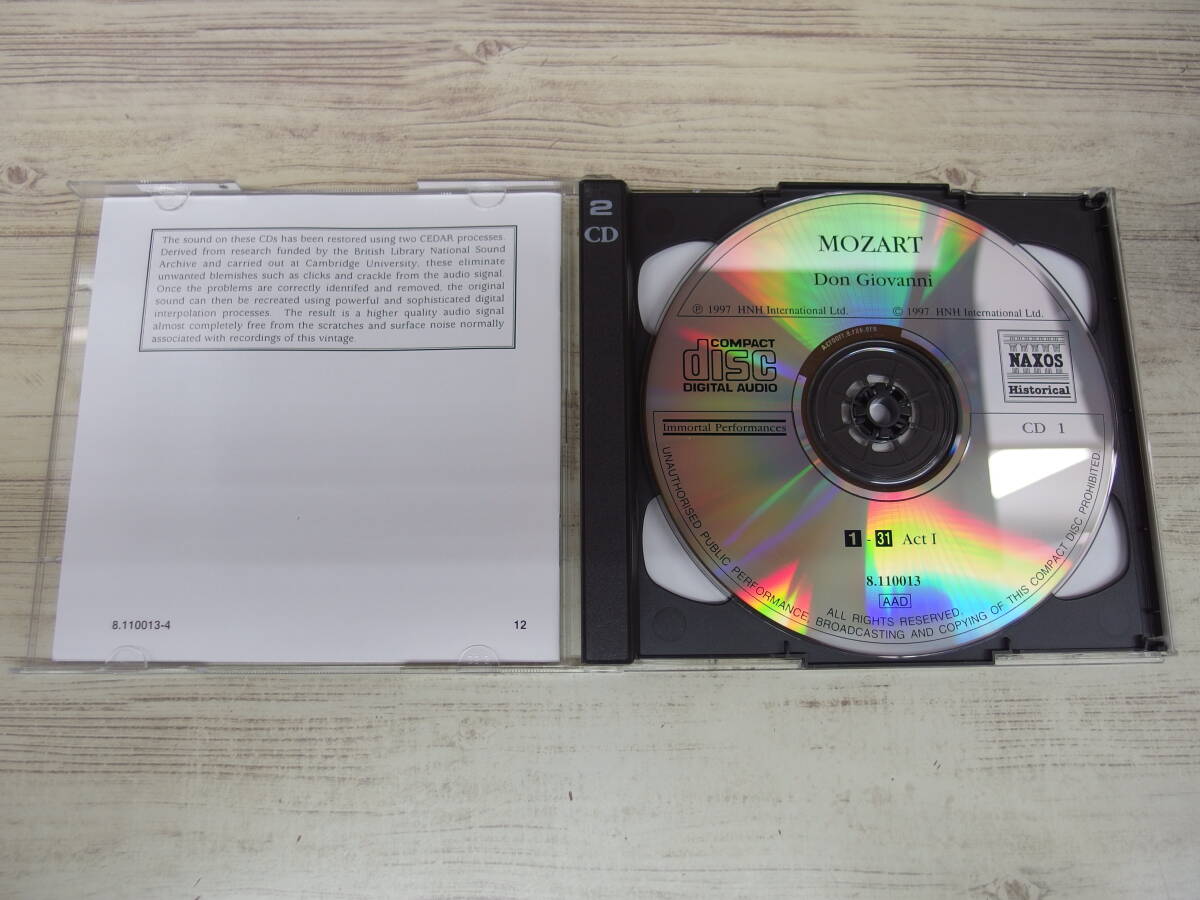 The sound on these CDs has been restored using two CEDAR processes.
Derived from research funded by the British Library National Sound
Archive and carried out at Cambridge University, these eliminate
unwanted blemishes such as clicks and crackle from the audio signal.
Once the problems are correctly identifed and removed, the original
sound can then be recreated using powerful and sophisticated digital
interpolation processes. The result is a higher quality audio signal
almost completely free from the scratches and surface noise normally
associated with recordings of this vintage.
8.110013-4
12
2
CD
MOZART
Don Giovanni
℗ 1997 HNH International Ltd.
© 1997 HNH International Ltd.
COMPACT
disc
DIGITAL AUDIO
NAXOS
Historical
Immortal Performances
CD 1
1 - 31 Act I
8.110013
AAD
ALL RIGHTS RESERVED.
UNAUTHORISED PUBLIC PERFORMANCE, BROADCASTING AND COPYING OF THIS COMPACT DISC PROHIBITED.